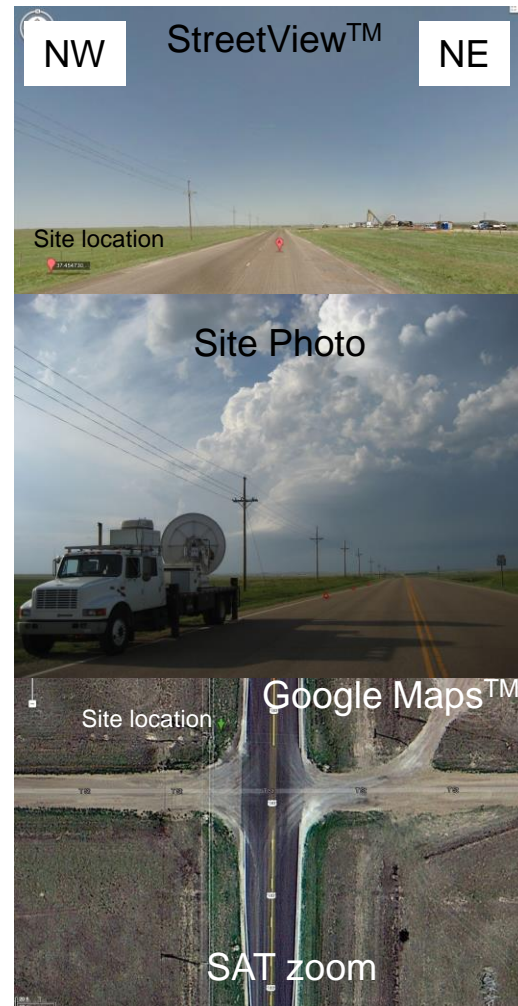 StreetView™
NW
NE
Site location
Site Photo
Google Maps™
Site location
SAT zoom